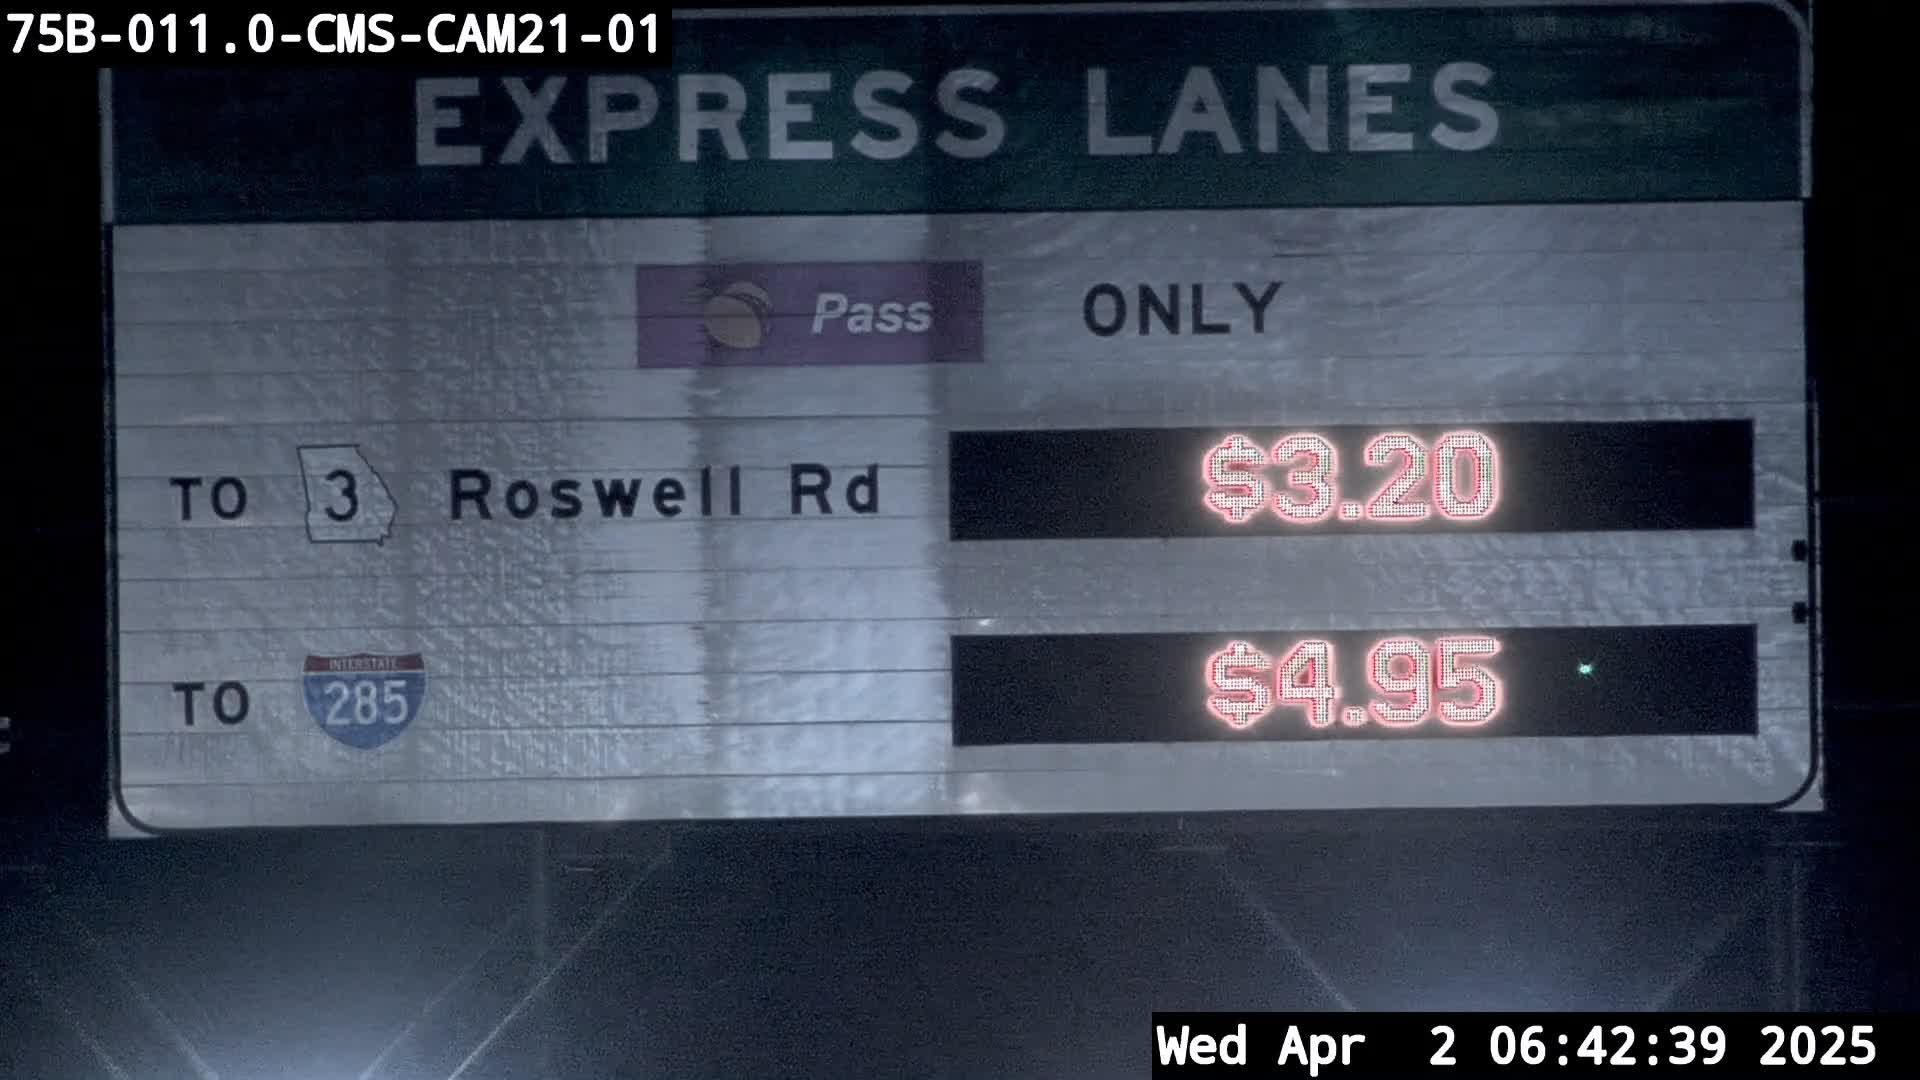 75B-011.0-CMS-CAM21-01
EXPRESS LANES
Pass ONLY
TO 3 Roswell Rd $3.20
TO INTERSTATE 285 $4.95
Wed Apr 2 06:42:39 2025